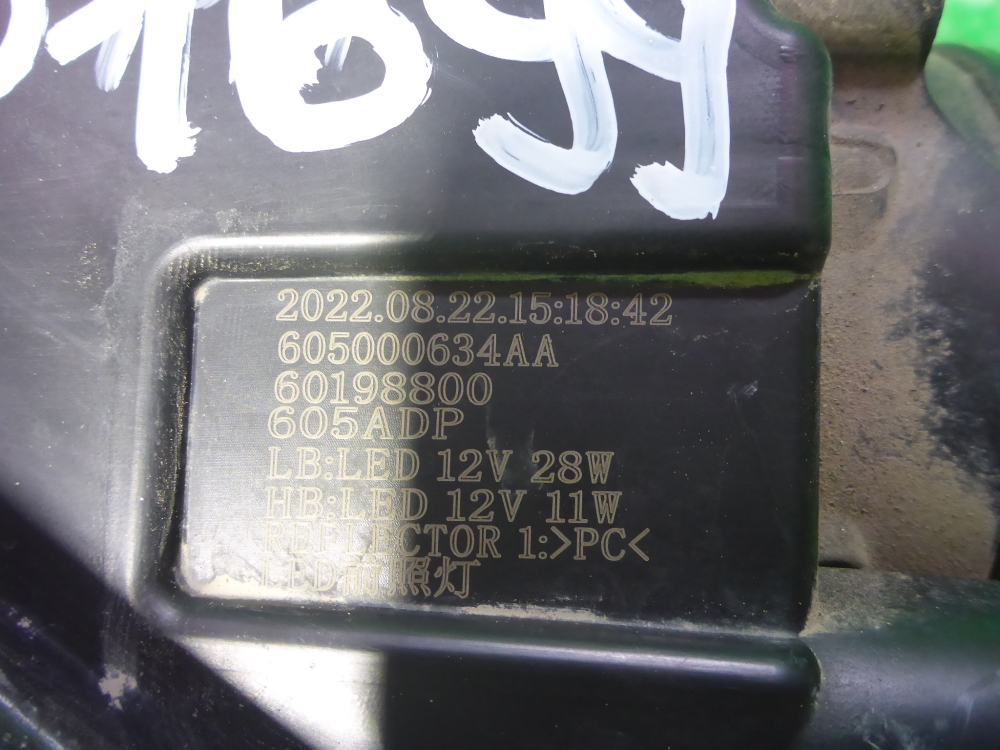 2022.08.22.15:18:42
605000634AA
60198800
605ADP
LB:LED 12V 28W
HB:LED 12V 11W
REFLECTOR 1:>PC<
LED前照灯